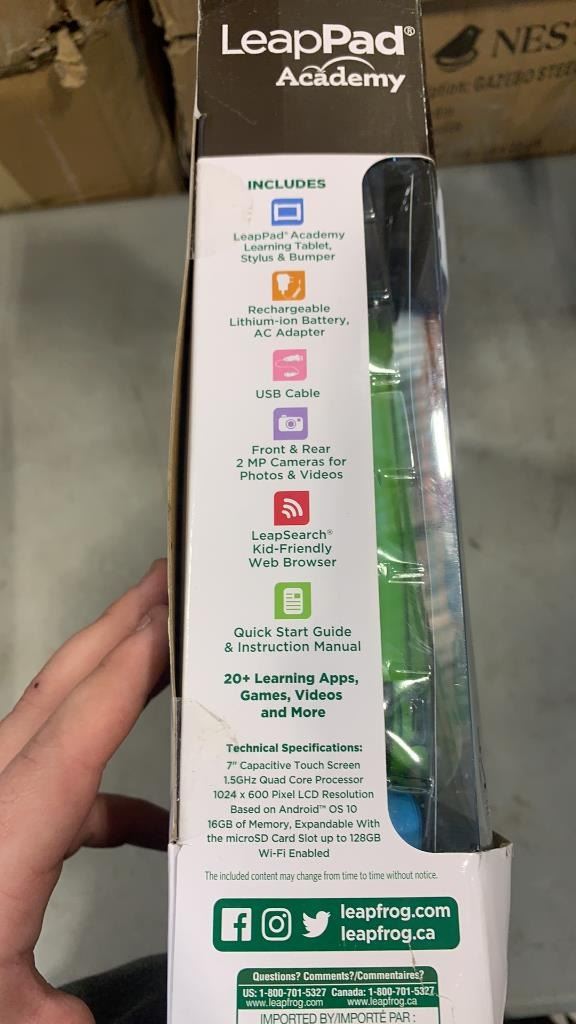 LeapPad®
Academy
NES
GAZEBO STEE
INCLUDES
LeapPad® Academy
Learning Tablet,
Stylus & Bumper
Rechargeable
Lithium-ion Battery,
AC Adapter
USB Cable
Front & Rear
2 MP Cameras for
Photos & Videos
LeapSearch®
Kid-Friendly
Web Browser
Quick Start Guide
& Instruction Manual
20+ Learning Apps,
Games, Videos
and More
Technical Specifications:
7" Capacitive Touch Screen
1.5GHz Quad Core Processor
1024 x 600 Pixel LCD Resolution
Based on Android™ OS 10
16GB of Memory, Expandable With
the microSD Card Slot up to 128GB
Wi-Fi Enabled
The included content may change from time to time without notice.
leapfrog.com
leapfrog.ca
Questions? Comments?/Commentaires?
US: 1-800-701-5327 Canada: 1-800-701-5327
www.leapfrog.com www.leapfrog.ca
IMPORTED BY/IMPORTÉ PAR :